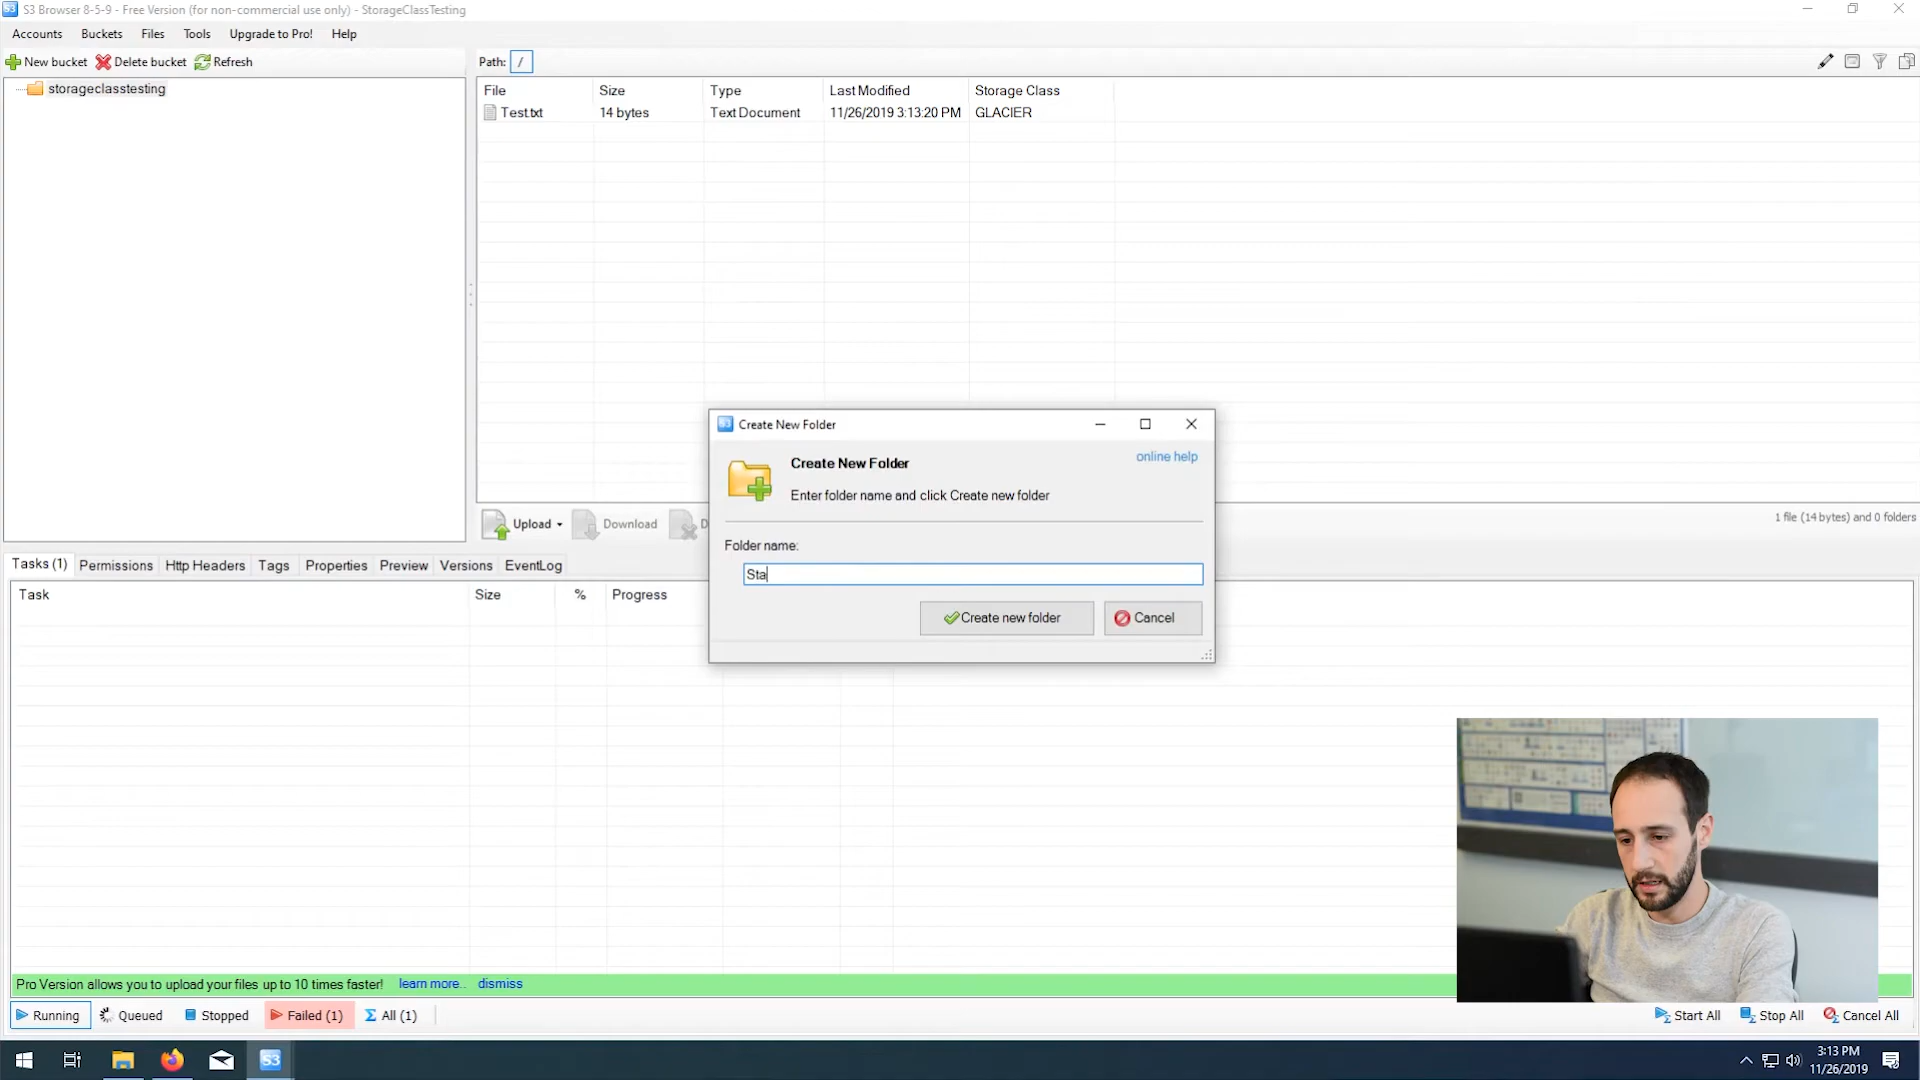 S3 Browser 8-5-9 - Free Version (for non-commercial use only) - StorageClassTesting
Accounts Buckets Files Tools Upgrade to Pro! Help
New bucket Delete bucket Refresh
Path: /
storageclasstesting
File Size Type Last Modified Storage Class
Test.txt 14 bytes Text Document 11/26/2019 3:13:20 PM GLACIER
Create New Folder
Create New Folder
online help
Enter folder name and click Create new folder
Folder name:
Sta
Create new folder Cancel
Upload Download D
1 file (14 bytes) and 0 folders
Tasks (1) Permissions Http Headers Tags Properties Preview Versions EventLog
Task Size % Progress
Pro Version allows you to upload your files up to 10 times faster! learn more.. dismiss
Running Queued Stopped Failed (1) All (1)
Start All Stop All Cancel All
S3
3:13 PM
11/26/2019